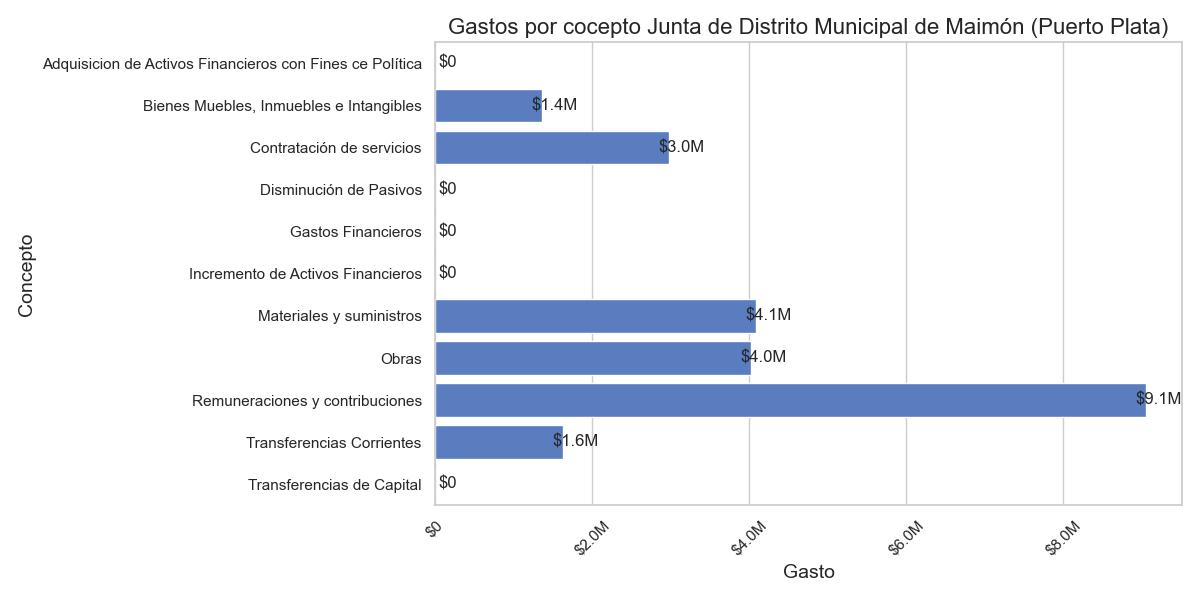 Gastos por cocepto Junta de Distrito Municipal de Maimón (Puerto Plata)
Concepto
Adquisicion de Activos Financieros con Fines ce Política $0
Bienes Muebles, Inmuebles e Intangibles $1.4M
Contratación de servicios $3.0M
Disminución de Pasivos $0
Gastos Financieros $0
Incremento de Activos Financieros $0
Materiales y suministros $4.1M
Obras $4.0M
Remuneraciones y contribuciones $9.1M
Transferencias Corrientes $1.6M
Transferencias de Capital $0
$0 $2.0M $4.0M $6.0M $8.0M
Gasto